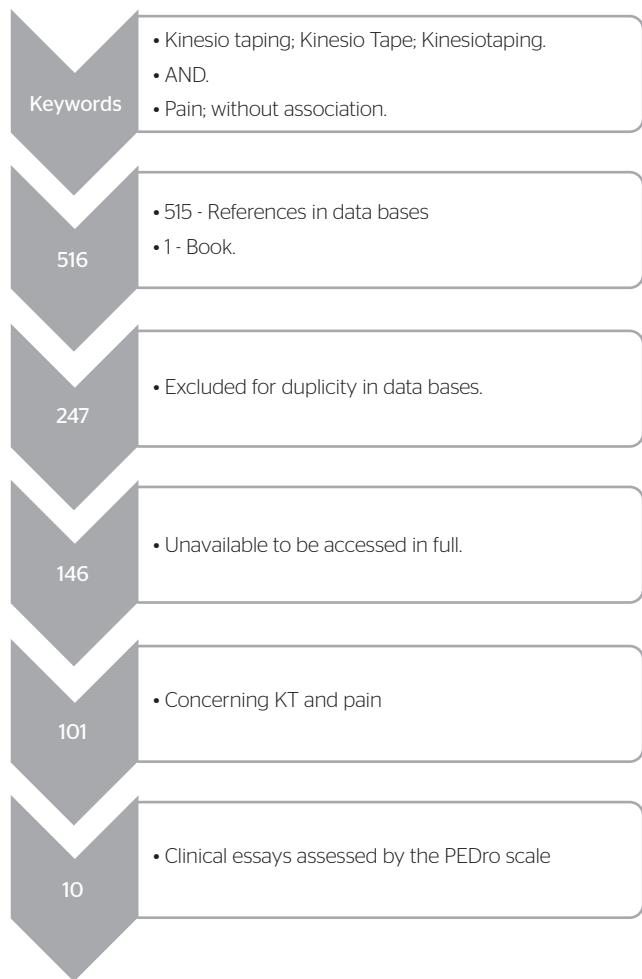 Keywords
• Kinesio taping; Kinesio Tape; Kinesiotaping.
• AND.
• Pain; without association.
516
• 515 - References in data bases
• 1 - Book.
247
• Excluded for duplicity in data bases.
146
• Unavailable to be accessed in full.
101
• Concerning KT and pain
10
• Clinical essays assessed by the PEDro scale